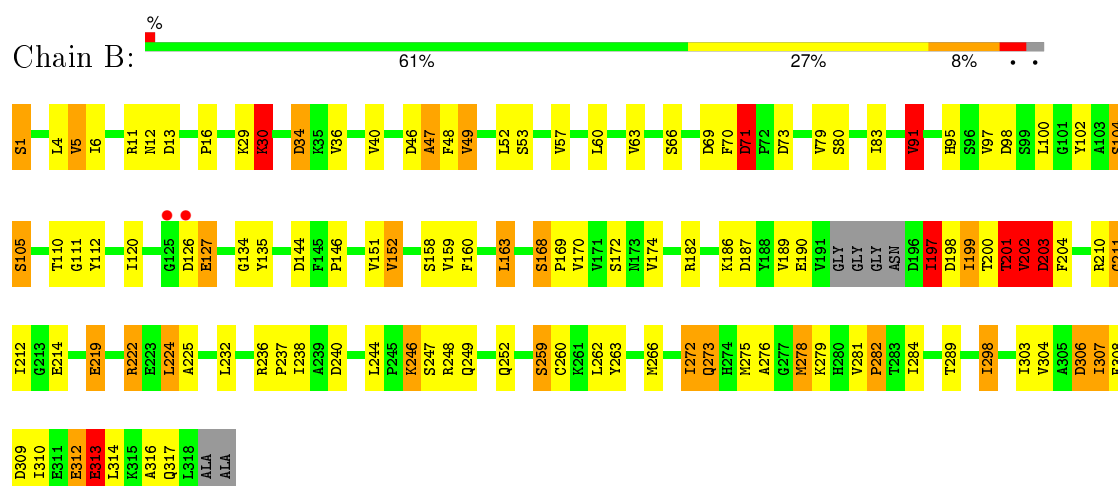 %
Chain B:
61% 27% 8% • •
S1 L4 V5 I6 R11 N12 D13 P16 K29 K30 D34 K35 V36 V40 D46 A47 F48 V49 L52 S53 V57 L60 V63 S66 D69 F70 D71 P72 D73 V79 S80 I83 V91 H95 S96 V97 D98 S99 L100 G101 Y102 A103 S104
S105 T110 G111 Y112 I120 G125 D126 E127 G134 Y135 D144 F145 P146 V151 V152 S158 V159 F160 L163 S168 P169 V170 V171 S172 N173 V174 R182 K186 D187 Y188 V189 E190 V191 GLY GLY GLY ASN D196 I197 D198 I199 T200 T201 V202 D203 F204 R210 G211
I212 G213 E214 E219 R222 E223 L224 A225 L232 R236 P237 I238 A239 D240 L244 P245 K246 S247 R248 Q249 Q252 S259 C260 K261 L262 Y263 M266 I272 Q273 H274 M275 A276 G277 M278 K279 H280 V281 P282 T283 I284 T289 I298 I303 V304 A305 D306 I307 E308
D309 I310 E311 E312 E313 L314 K315 A316 Q317 L318 ALA ALA